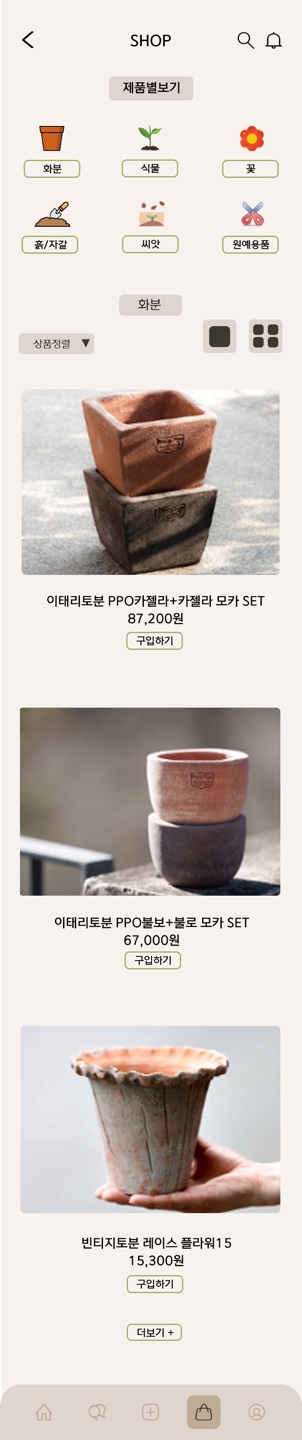 SHOP
제품별보기
화분 식물 꽃
흙/자갈 씨앗 원예용품
화분
상품정렬 ▼
이태리토분 PPO카젤라+카젤라 모카 SET
87,200원
구입하기
이태리토분 PPO불보+불로 모카 SET
67,000원
구입하기
빈티지토분 레이스 플라워15
15,300원
구입하기
더보기 +